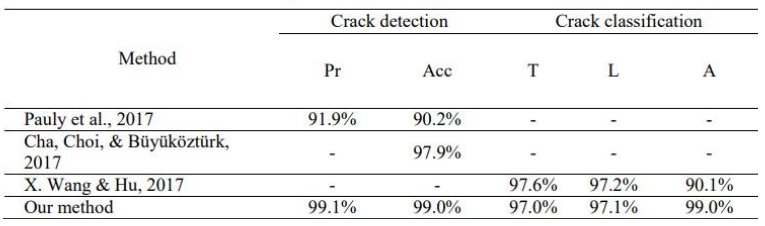 Crack detection Crack classification
Method
Pr Acc T L A
Pauly et al., 2017 91.9% 90.2% - - -
Cha, Choi, & Büyüköztürk,
2017 - 97.9% - - -
X. Wang & Hu, 2017 - - 97.6% 97.2% 90.1%
Our method 99.1% 99.0% 97.0% 97.1% 99.0%